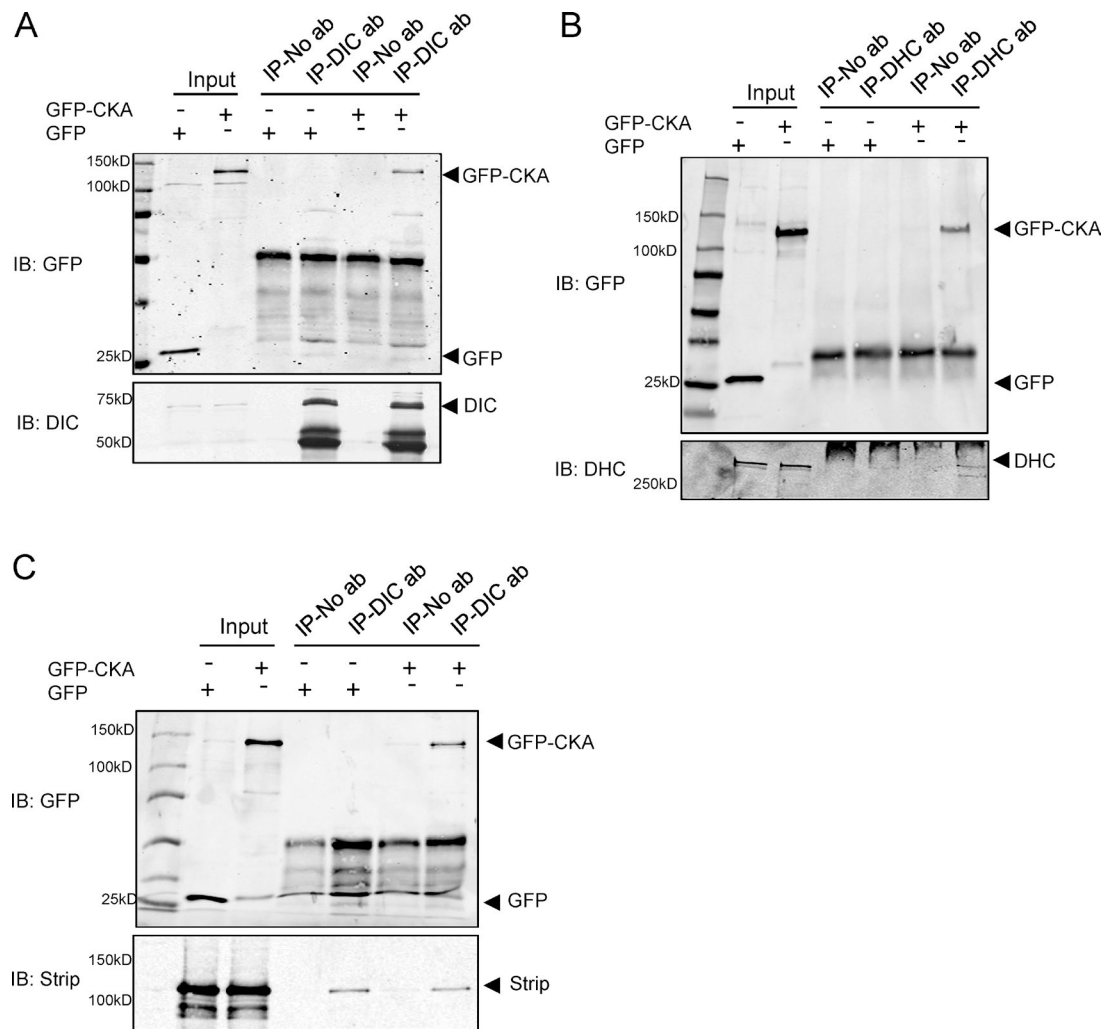 A
Input
IP-No ab
IP-DIC ab
IP-No ab
IP-DIC ab
GFP-CKA - + - - + +
GFP + - + + - -
150kD
100kD
GFP-CKA
IB: GFP
25kD
GFP
75kD
DIC
IB: DIC
50kD
B
Input
IP-No ab
IP-DHC ab
IP-No ab
IP-DHC ab
GFP-CKA - + - - + +
GFP + - + + - -
150kD
GFP-CKA
100kD
IB: GFP
25kD
GFP
IB: DHC
DHC
250kD
C
Input
IP-No ab
IP-DIC ab
IP-No ab
IP-DIC ab
GFP-CKA - + - - + +
GFP + - + + - -
150kD
GFP-CKA
100kD
IB: GFP
25kD
GFP
150kD
IB: Strip
Strip
100kD